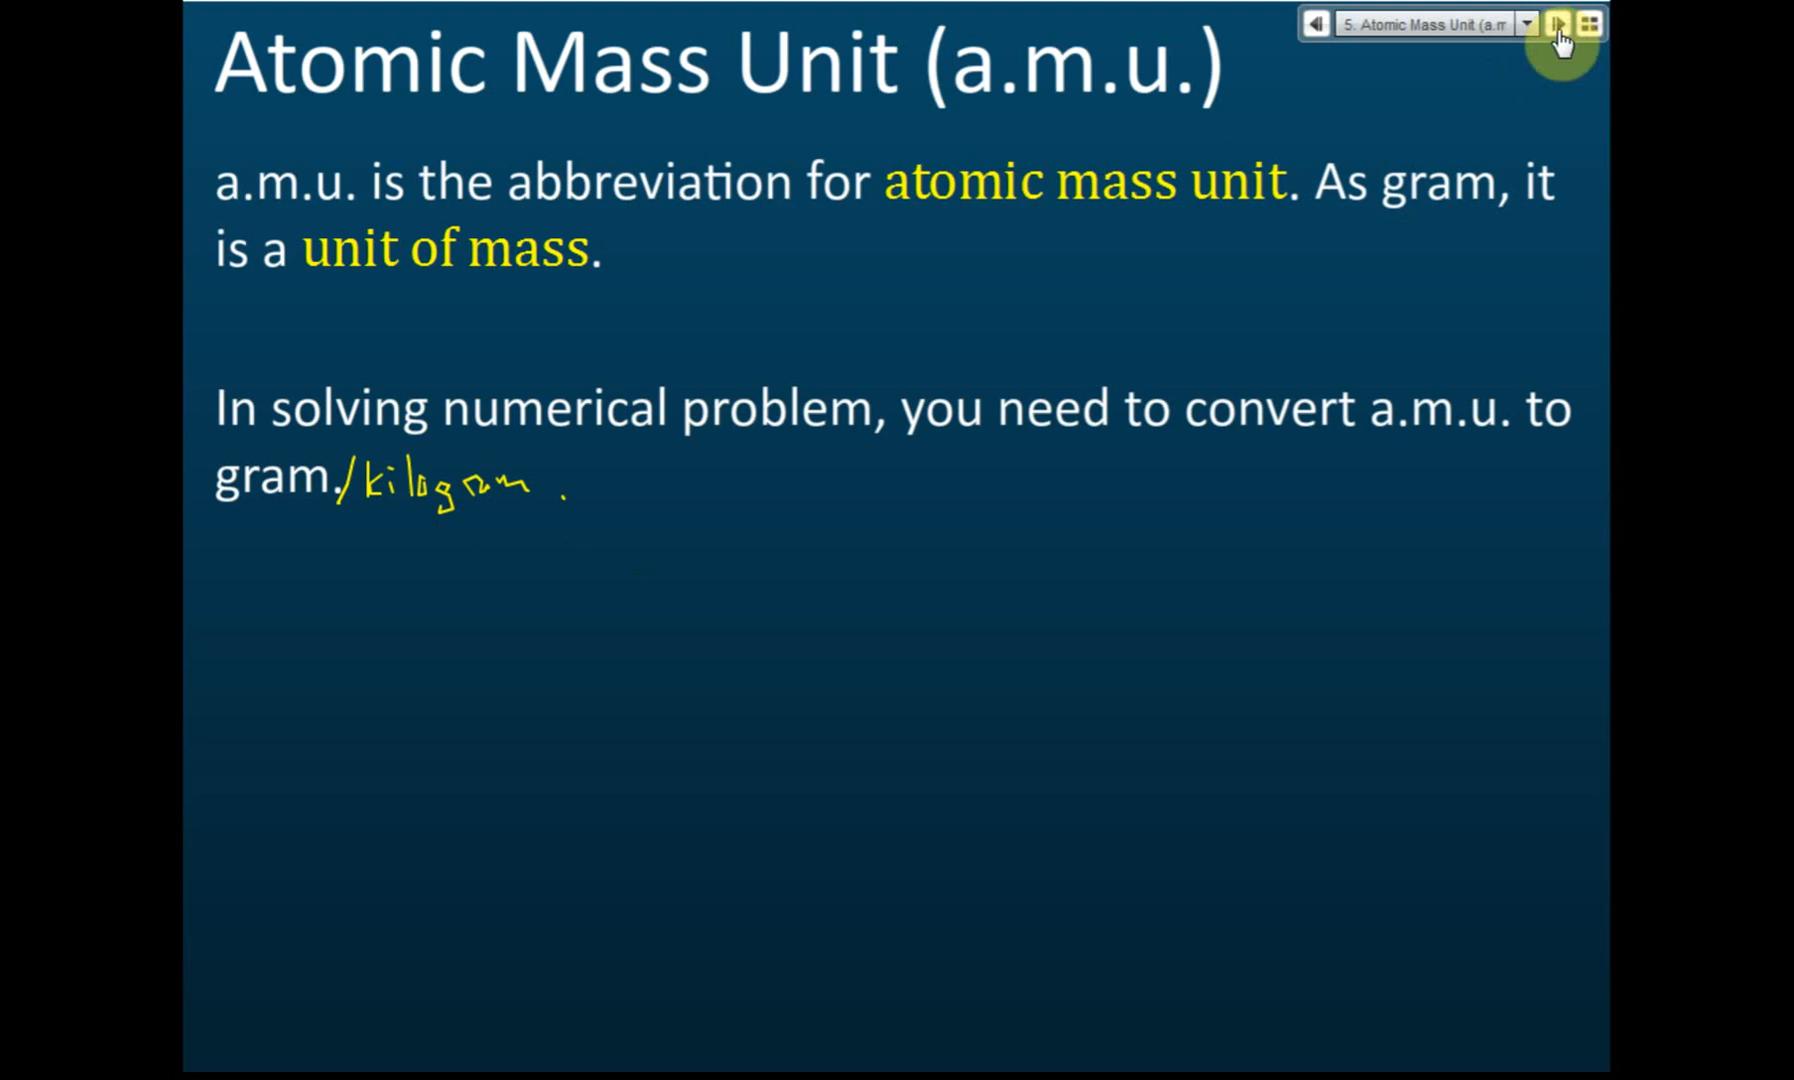 Atomic Mass Unit (a.m.u.)
5. Atomic Mass Unit (a.m
a.m.u. is the abbreviation for atomic mass unit. As gram, it
is a unit of mass.
In solving numerical problem, you need to convert a.m.u. to
gram./kilogram .